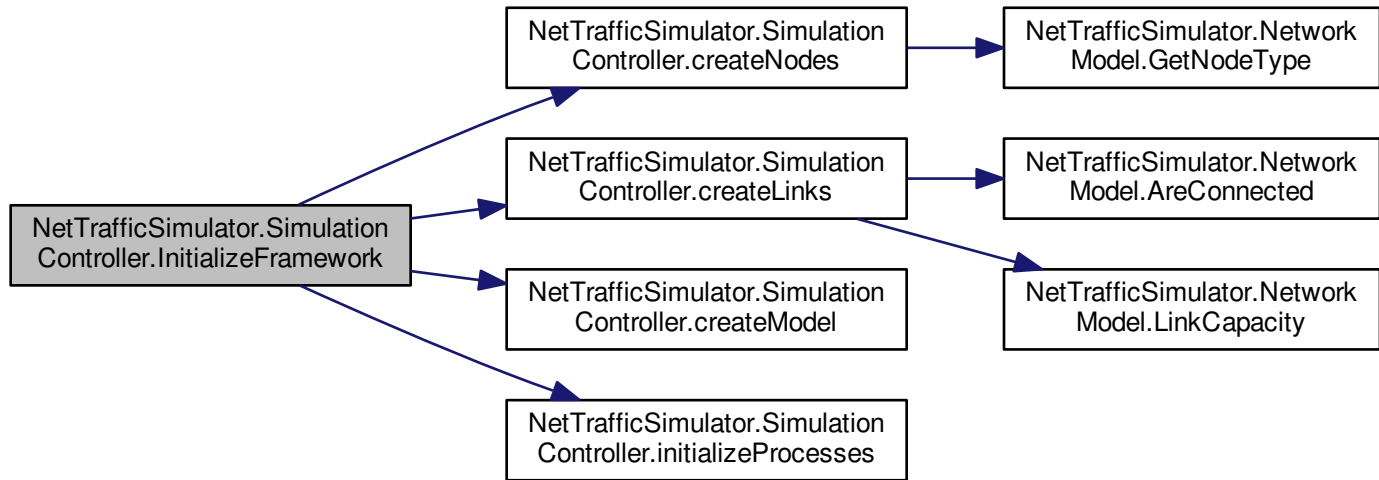 NetTrafficSimulator.Simulation
Controller.InitializeFramework
NetTrafficSimulator.Simulation
Controller.createNodes
NetTrafficSimulator.Network
Model.GetNodeType
NetTrafficSimulator.Simulation
Controller.createLinks
NetTrafficSimulator.Network
Model.AreConnected
NetTrafficSimulator.Network
Model.LinkCapacity
NetTrafficSimulator.Simulation
Controller.createModel
NetTrafficSimulator.Simulation
Controller.initializeProcesses